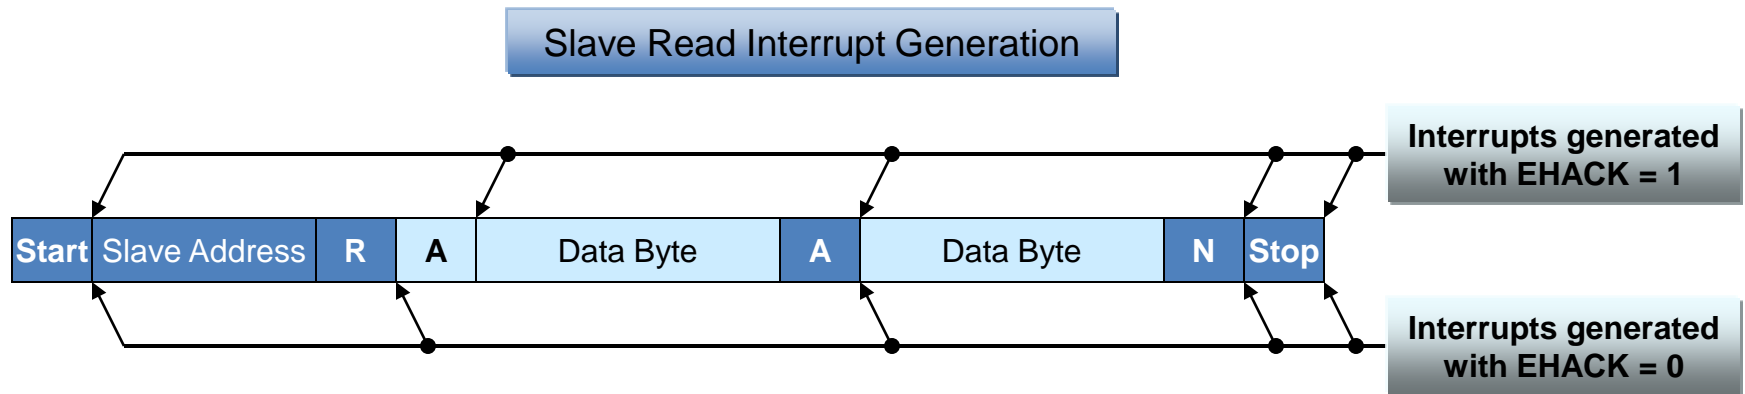 Slave Read Interrupt Generation
Interrupts generated
with EHACK = 1
Start Slave Address R A Data Byte A Data Byte N Stop
Interrupts generated
with EHACK = 0